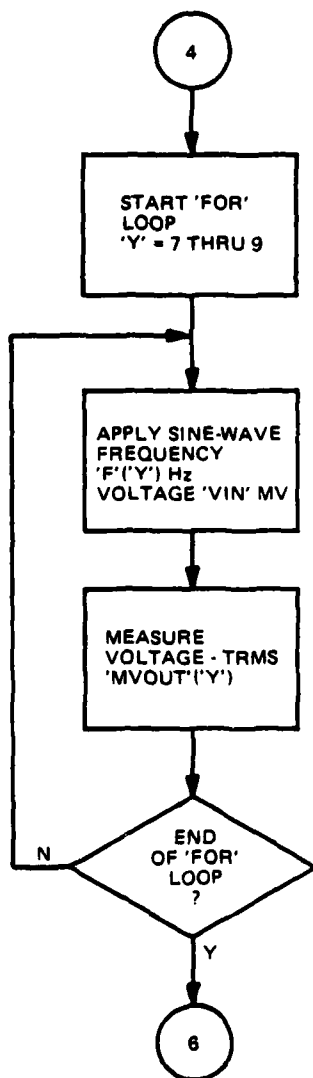 4
START 'FOR'
LOOP
'Y' = 7 THRU 9
APPLY SINE-WAVE
FREQUENCY
'F'('Y') Hz
VOLTAGE 'VIN' MV
MEASURE
VOLTAGE - TRMS
'MVOUT'('Y')
END
OF 'FOR'
LOOP
?
N
Y
6